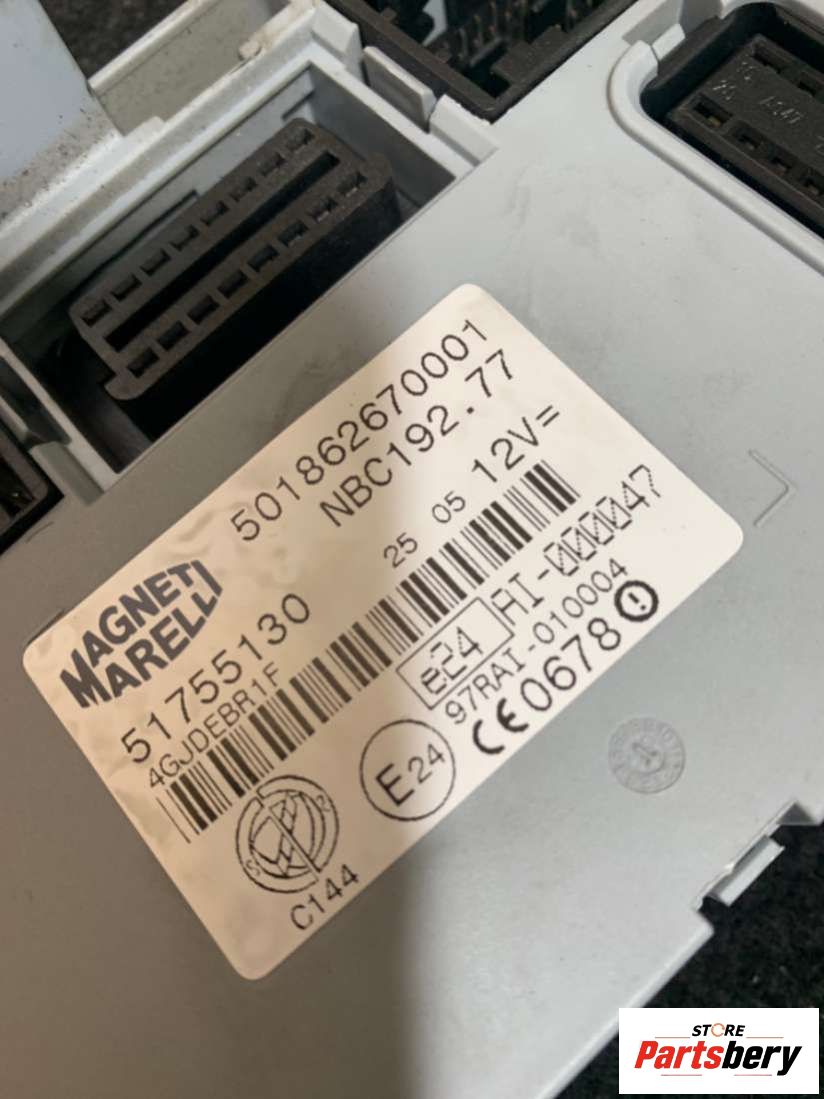 501862670001
NBC192.77
MAGNETI
MARELLI
25 05 12V=
51755130
4GJDEBR1F
e24 AI-000047
97RAI-010004
E24
CE0678
S R
C144
A247
STORE
Partsbery